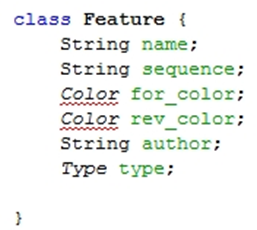 class Feature {
    String name;
    String sequence;
    Color for_color;
    Color rev_color;
    String author;
    Type type;
}